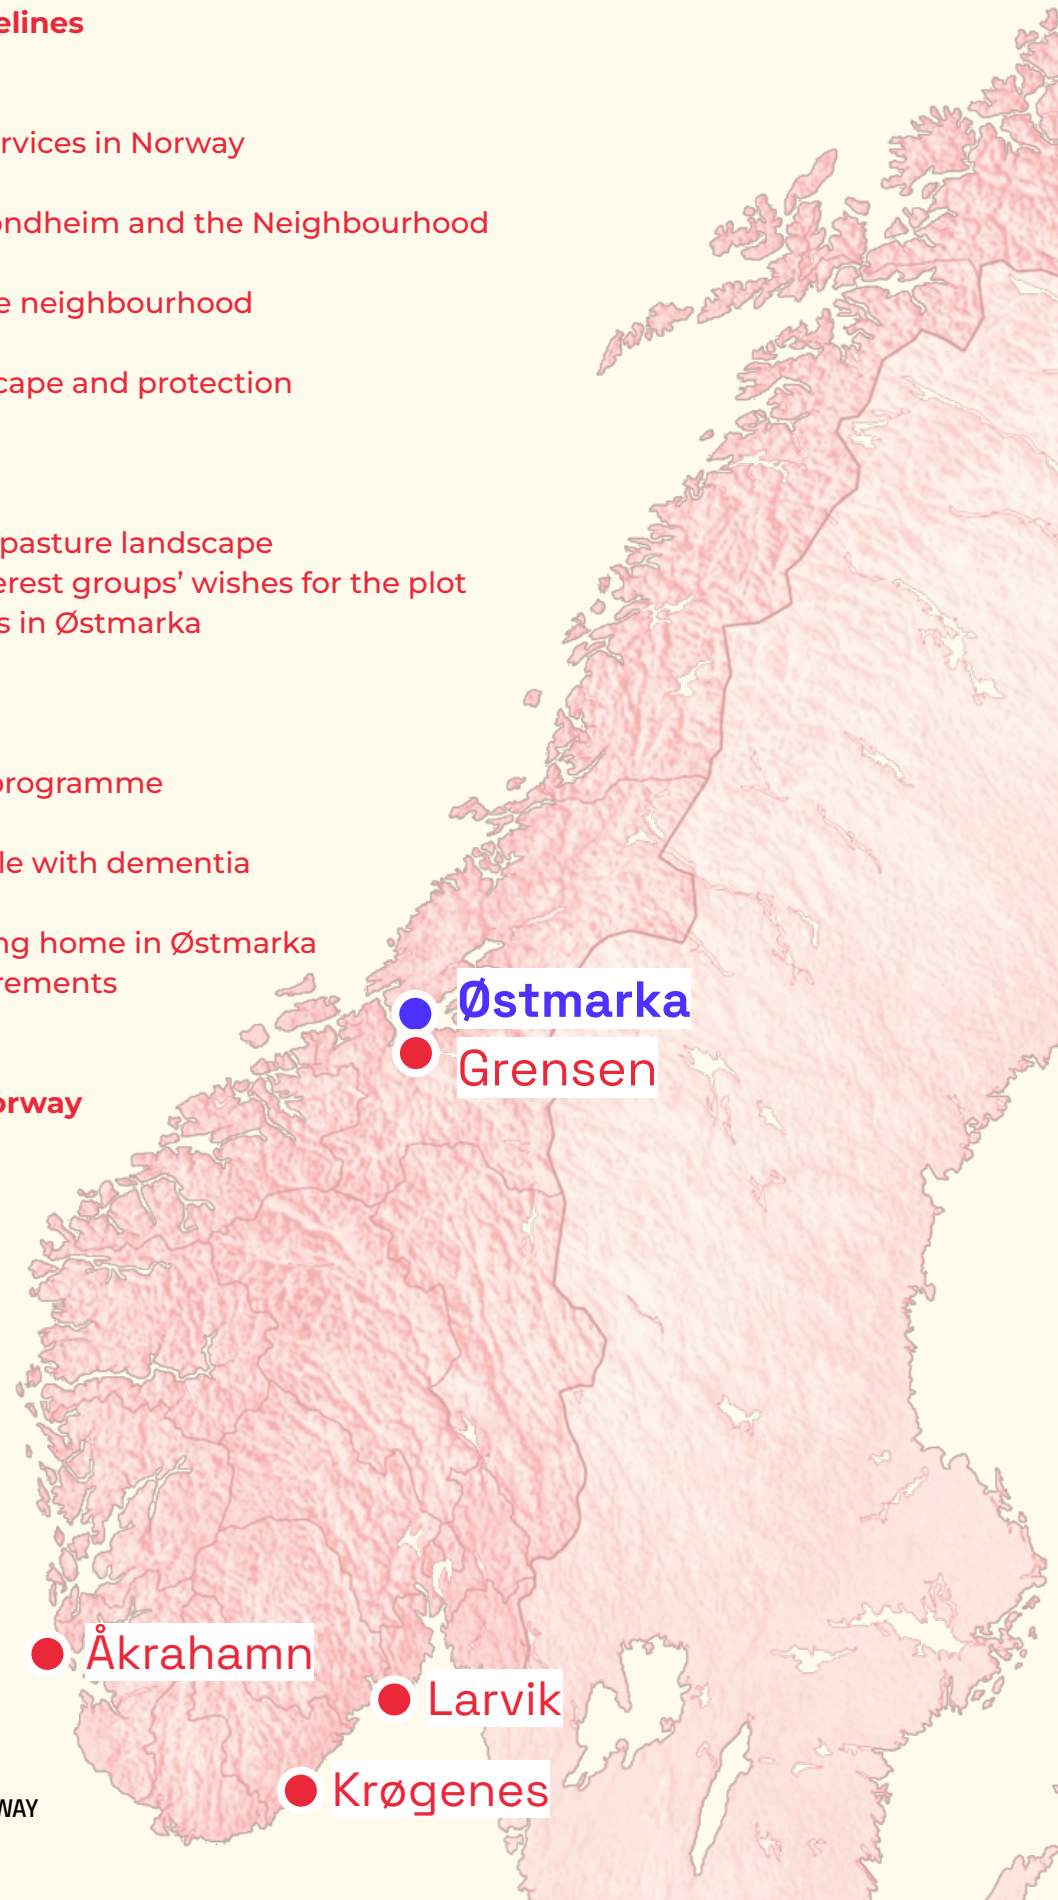 elines
rvices in Norway
ondheim and the Neighbourhood
e neighbourhood
cape and protection
pasture landscape
erest groups’ wishes for the plot
s in Østmarka
programme
le with dementia
ng home in Østmarka
rements
Østmarka
Grensen
orway
Åkrahamn
Larvik
Krøgenes
WAY